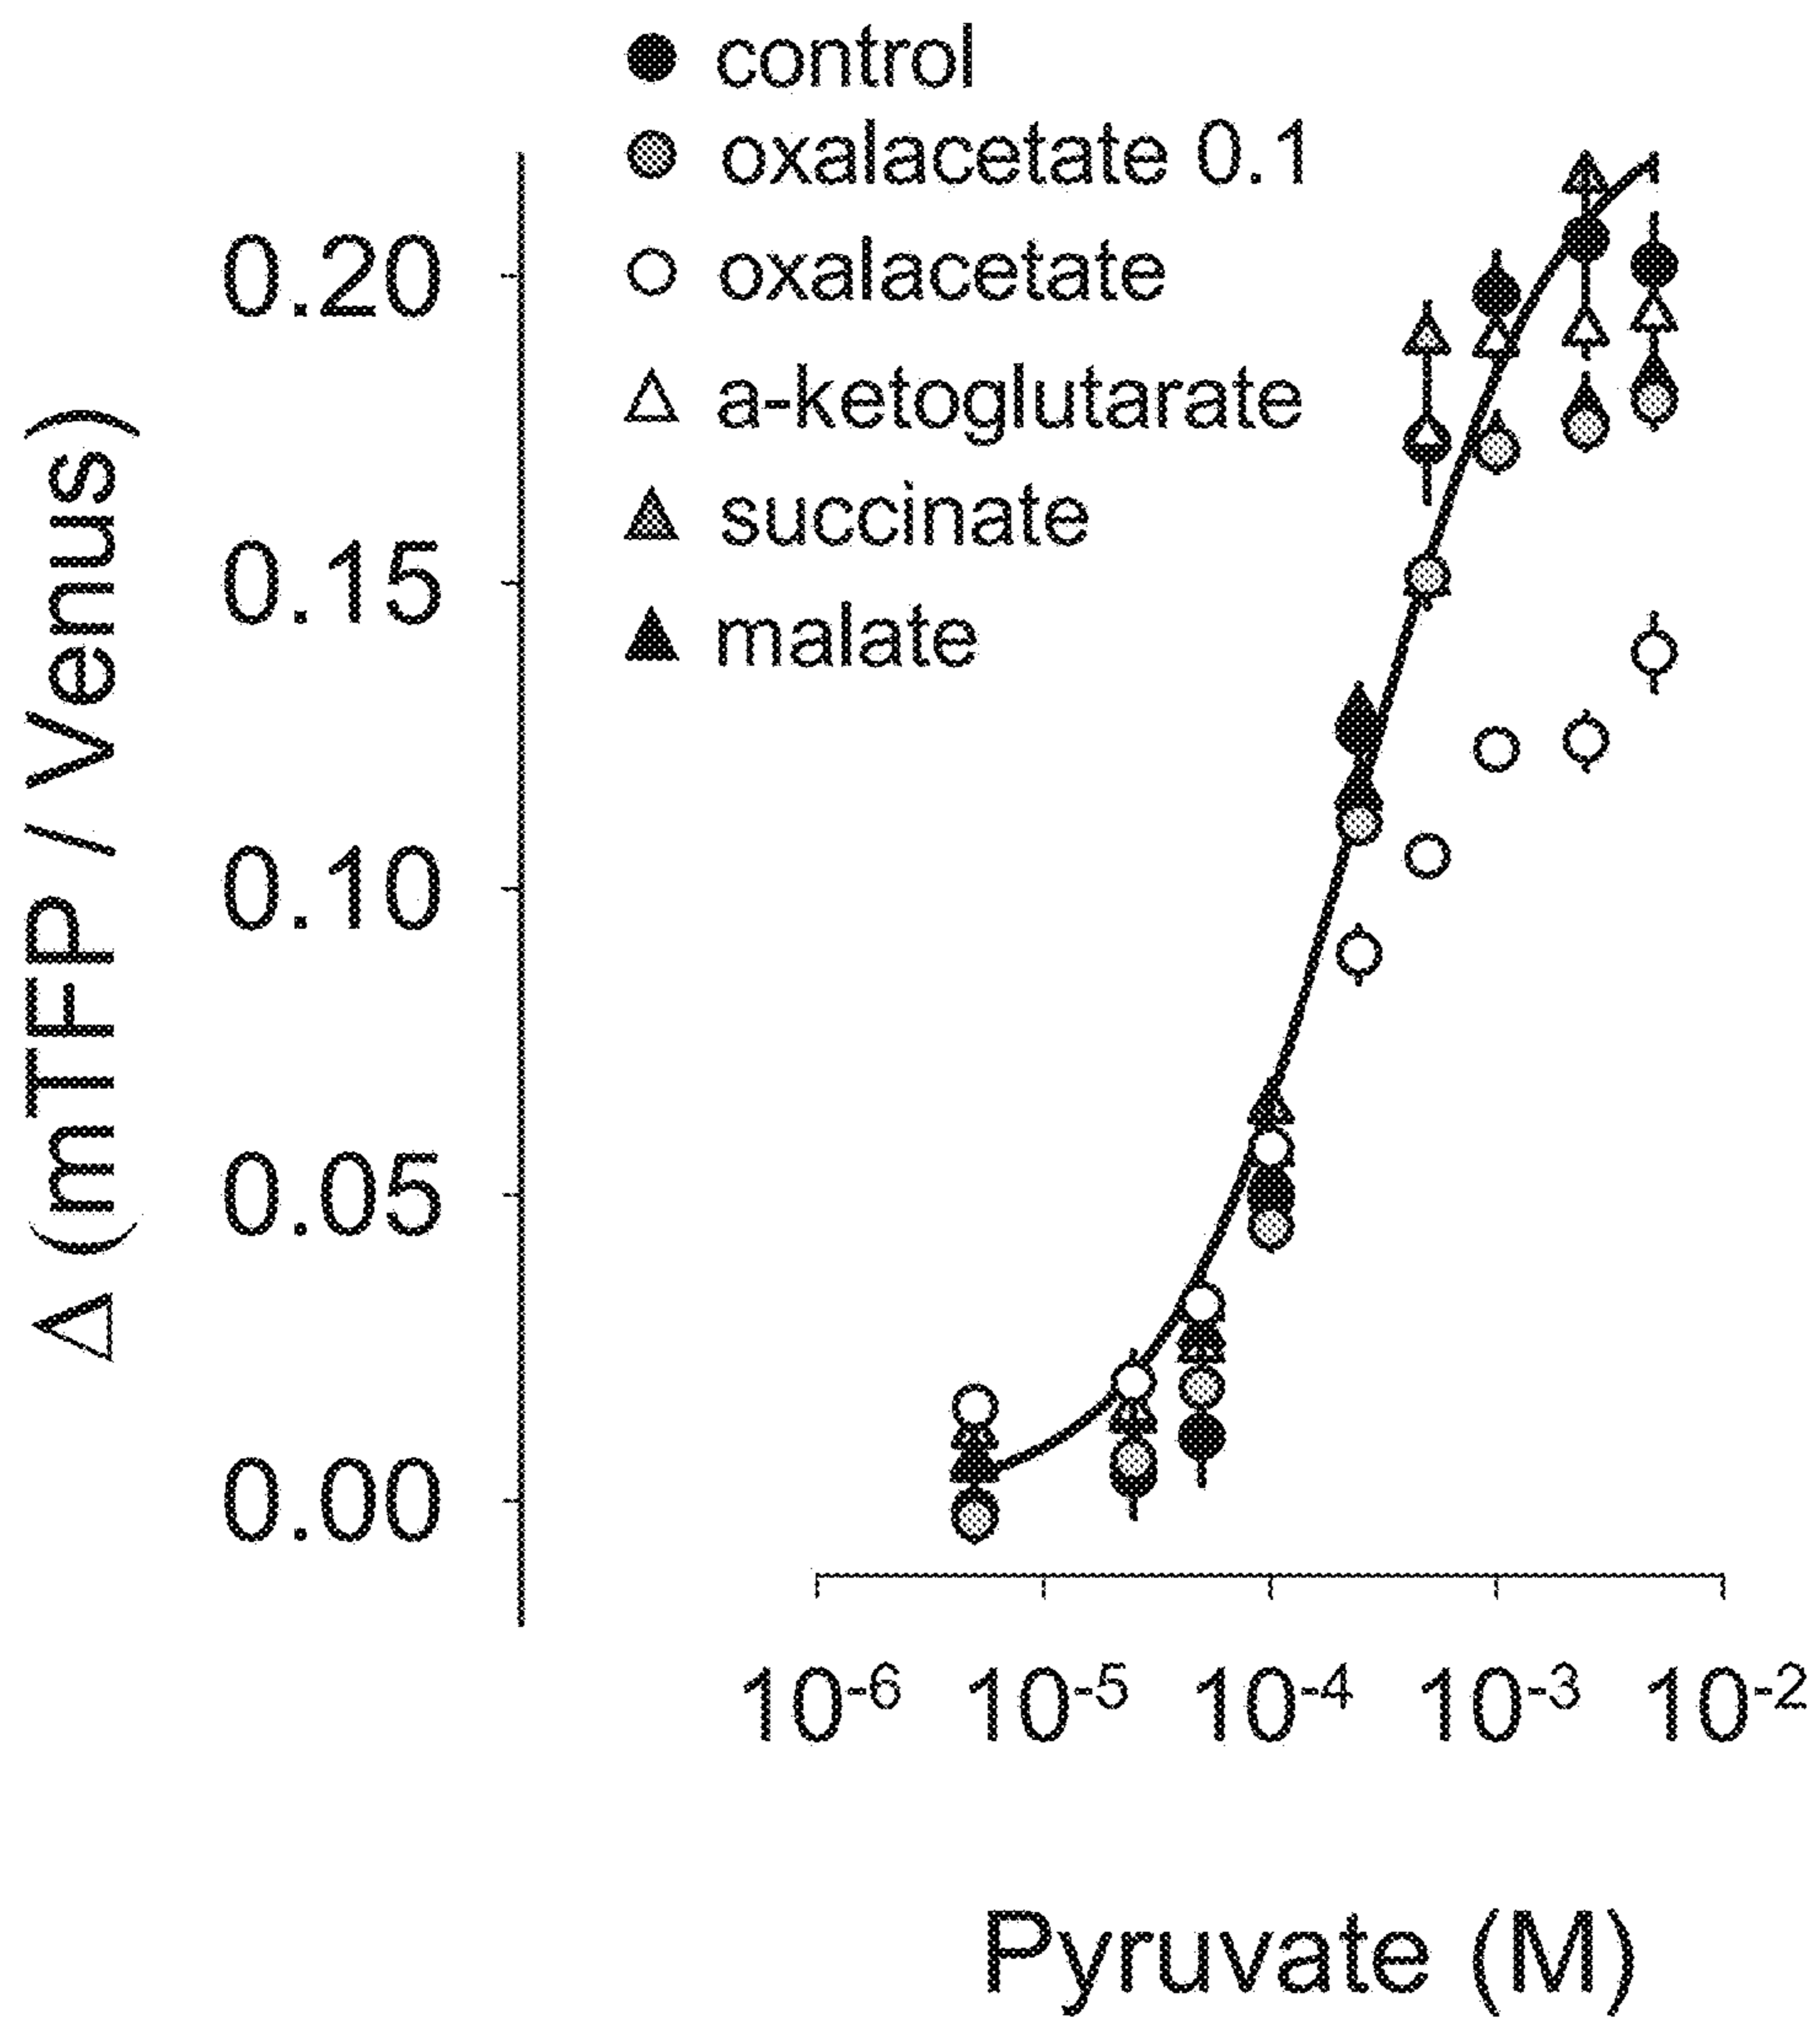 control
oxalacetate 0.1
oxalacetate
a-ketoglutarate
succinate
malate
Δ (mTFP / Venus)
0.20
0.15
0.10
0.05
0.00
10-6 10-5 10-4 10-3 10-2
Pyruvate (M)